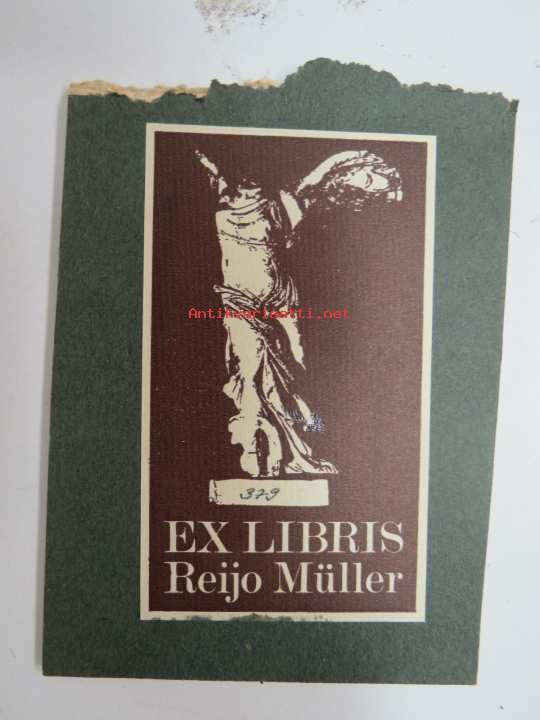 Antikvariaatti.net
379
EX LIBRIS
Reijo Müller